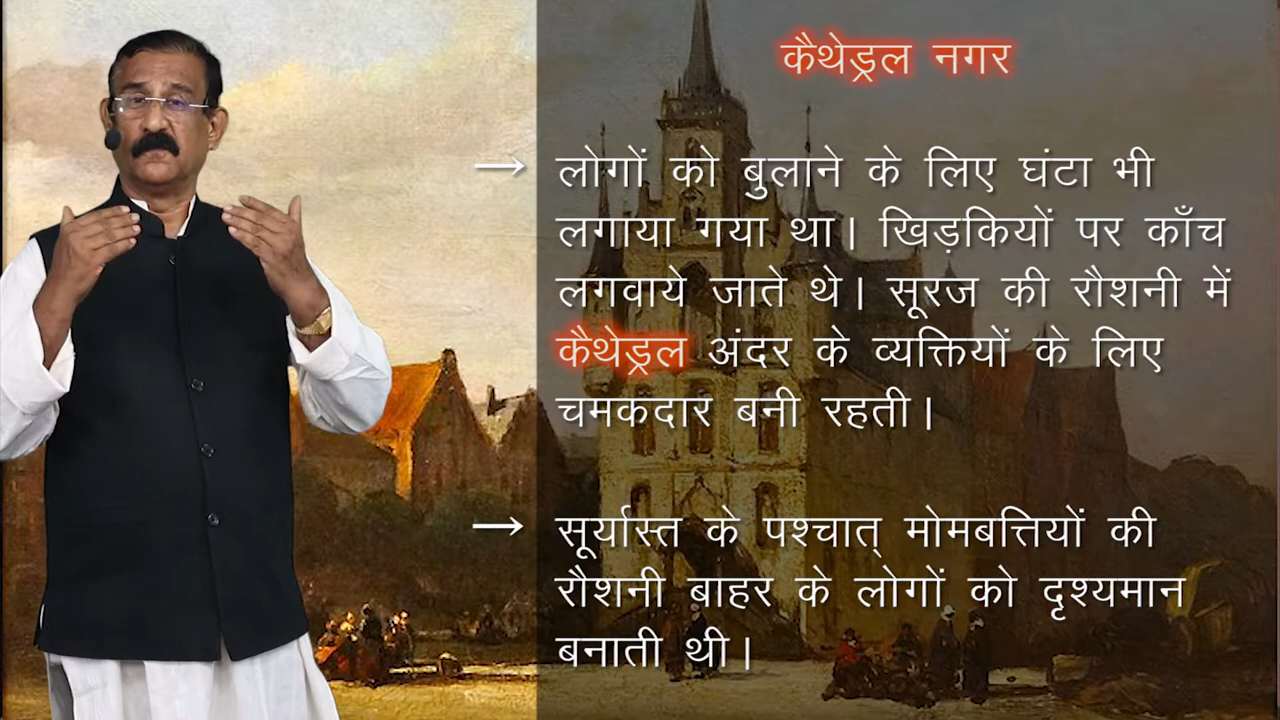 कैथेड्रल नगर
→ लोगों को बुलाने के लिए घंटा भी
लगाया गया था। खिड़कियों पर काँच
लगवाये जाते थे। सूरज की रौशनी में
कैथेड्रल अंदर के व्यक्तियों के लिए
चमकदार बनी रहती।
→ सूर्यास्त के पश्चात् मोमबत्तियों की
रौशनी बाहर के लोगों को दृश्यमान
बनाती थी।